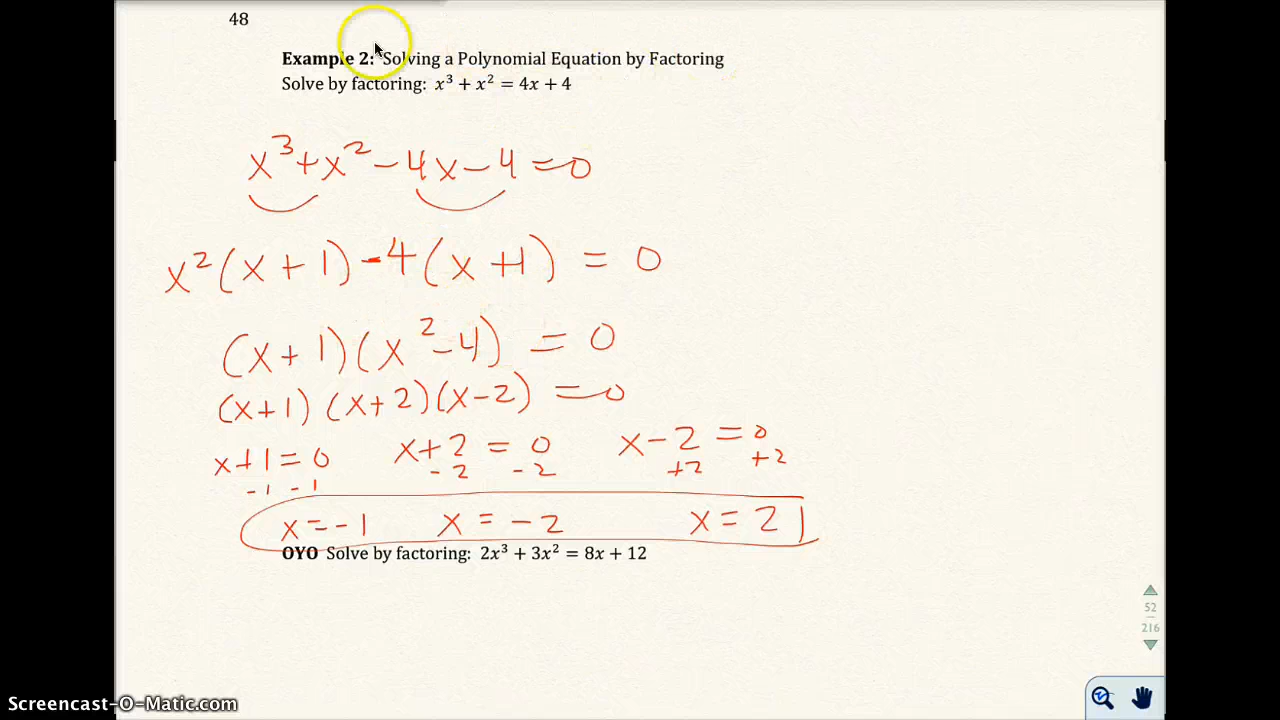 48
Example 2: Solving a Polynomial Equation by Factoring
Solve by factoring: x³ + x² = 4x + 4
x³ + x² - 4x - 4 = 0
x² (x + 1) - 4 (x + 1) = 0
(x + 1) (x² - 4) = 0
(x + 1) (x + 2) (x - 2) = 0
x + 1 = 0 x + 2 = 0 x - 2 = 0
-1 -1 -2 -2 +2 +2
x = -1 x = -2 x = 2
OYO Solve by factoring: 2x³ + 3x² = 8x + 12
52
216
Screencast-O-Matic.com